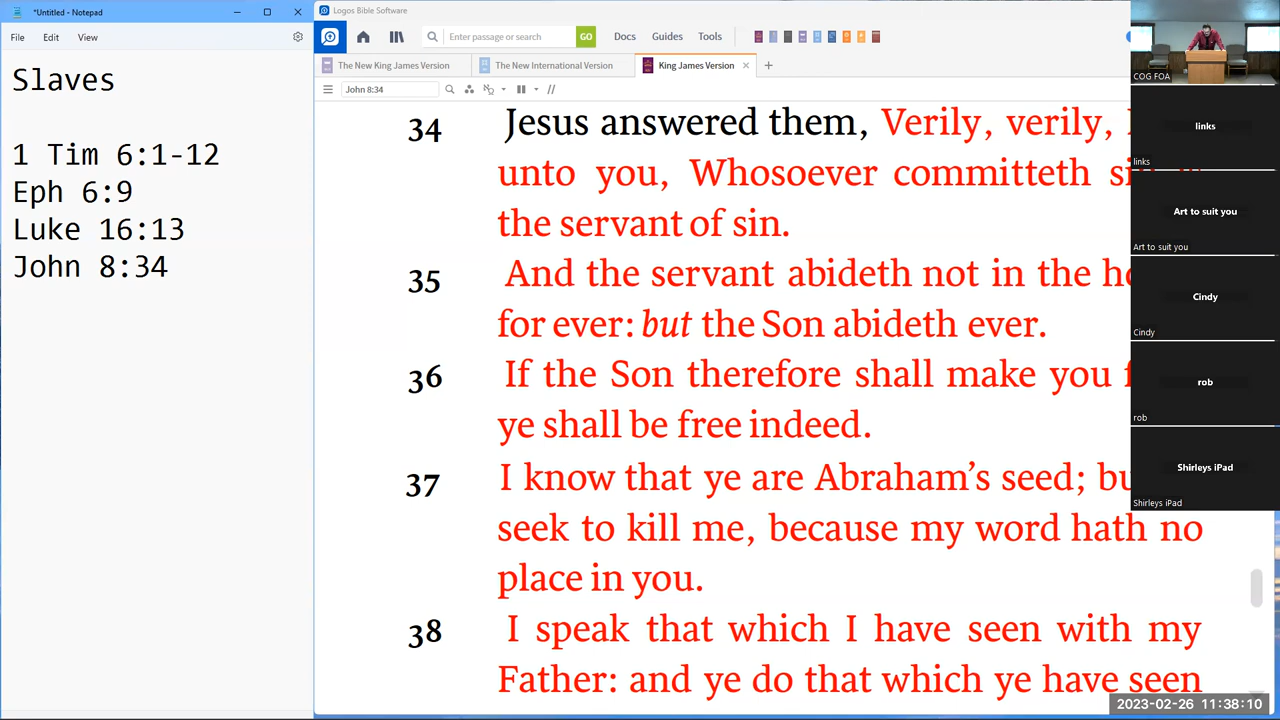 *Untitled - Notepad
File Edit View
Slaves
1 Tim 6:1-12
Eph 6:9
Luke 16:13
John 8:34
Logos Bible Software
Enter passage or search GO Docs Guides Tools
The New King James Version The New International Version King James Version
John 8:34
34 Jesus answered them, Verily, verily,
unto you, Whosoever committeth
the servant of sin.
35 And the servant abideth not in the
for ever: but the Son abideth ever.
36 If the Son therefore shall make you
ye shall be free indeed.
37 I know that ye are Abraham’s seed;
seek to kill me, because my word hath no
place in you.
38 I speak that which I have seen with my
Father: and ye do that which ye have seen
COG FOA
links
links
Art to suit you
Art to suit you
Cindy
Cindy
rob
rob
Shirleys iPad
Shirleys iPad
2023-02-26 11:38:10